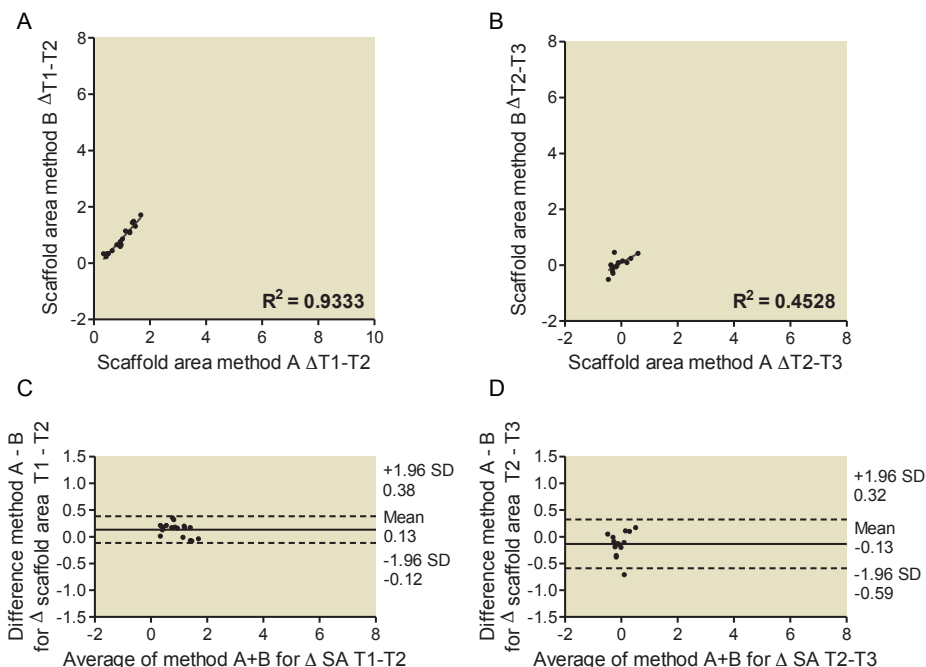 A
Scaffold area method B ΔT1-T2
8
6
4
2
0
-2
0 2 4 6 8 10
R² = 0.9333
Scaffold area method A ΔT1-T2
B
Scaffold area method B ΔT2-T3
8
6
4
2
0
-2
-2 0 2 4 6 8
R² = 0.4528
Scaffold area method A ΔT2-T3
C
Difference method A - B
for Δ scaffold area T1 - T2
1.5
1.0
0.5
0.0
-0.5
-1.0
-1.5
-2 0 2 4 6 8
+1.96 SD
0.38
Mean
0.13
-1.96 SD
-0.12
Average of method A+B for Δ SA T1-T2
D
Difference method A - B
for Δ scaffold area T2 - T3
1.5
1.0
0.5
0.0
-0.5
-1.0
-1.5
-2 0 2 4 6 8
+1.96 SD
0.32
Mean
-0.13
-1.96 SD
-0.59
Average of method A+B for Δ SA T2-T3